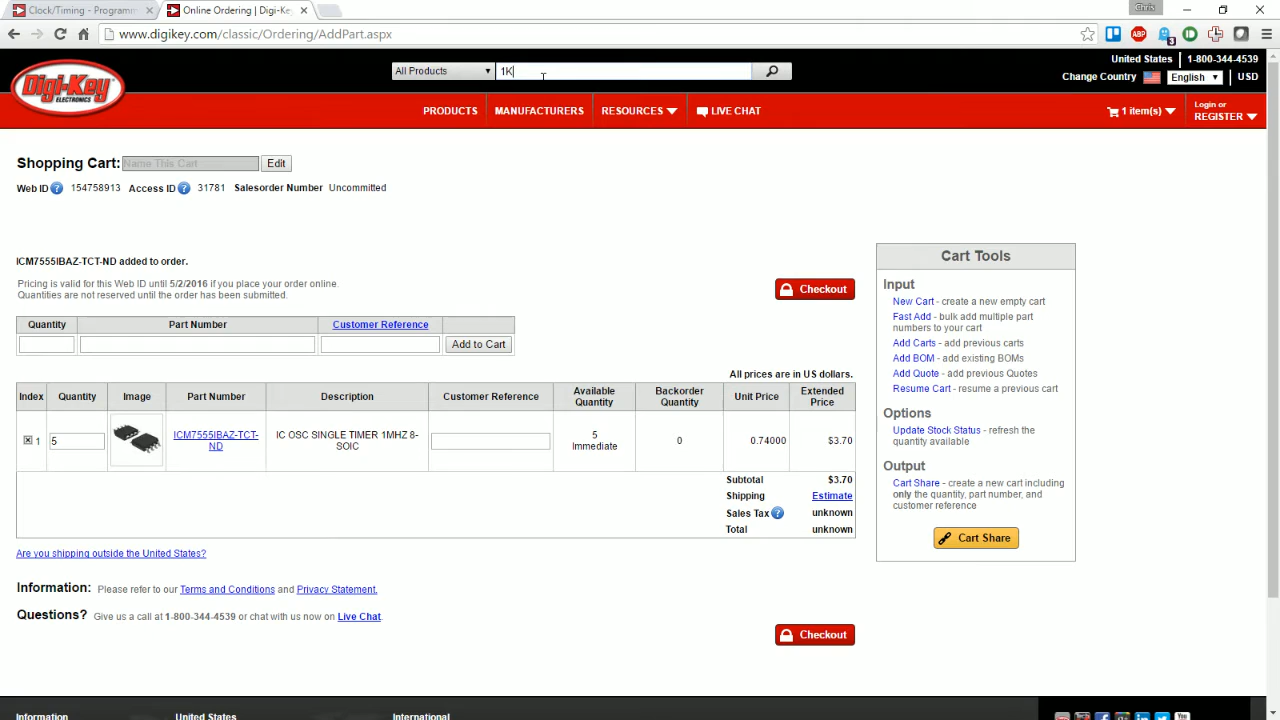 Chris
Clock/Timing - Programm
Online Ordering | Digi-Ke
www.digikey.com/classic/Ordering/AddPart.aspx
ABP
3
United States
1-800-344-4539
All Products
1K
Change Country
English
USD
Digi-Key
ELECTRONICS
PRODUCTS
MANUFACTURERS
RESOURCES
LIVE CHAT
1 item(s)
Login or
REGISTER
Shopping Cart:
Name This Cart
Edit
Web ID ? 154758913 Access ID ? 31781 Salesorder Number Uncommitted
ICM7555IBAZ-TCT-ND added to order.
Pricing is valid for this Web ID until 5/2/2016 if you place your order online.
Quantities are not reserved until the order has been submitted.
Checkout
Quantity
Part Number
Customer Reference
Add to Cart
All prices are in US dollars.
Index
Quantity
Image
Part Number
Description
Customer Reference
Available
Quantity
Backorder
Quantity
Unit Price
Extended
Price
1
5
ICM7555IBAZ-TCT-
ND
IC OSC SINGLE TIMER 1MHZ 8-
SOIC
5
Immediate
0
0.74000
$3.70
Subtotal $3.70
Shipping Estimate
Sales Tax ? unknown
Total unknown
Are you shipping outside the United States?
Information: Please refer to our Terms and Conditions and Privacy Statement.
Questions? Give us a call at 1-800-344-4539 or chat with us now on Live Chat.
Checkout
Cart Tools
Input
New Cart - create a new empty cart
Fast Add - bulk add multiple part
numbers to your cart
Add Carts - add previous carts
Add BOM - add existing BOMs
Add Quote - add previous Quotes
Resume Cart - resume a previous cart
Options
Update Stock Status - refresh the
quantity available
Output
Cart Share - create a new cart including
only the quantity, part number, and
customer reference
Cart Share
Information
United States
International